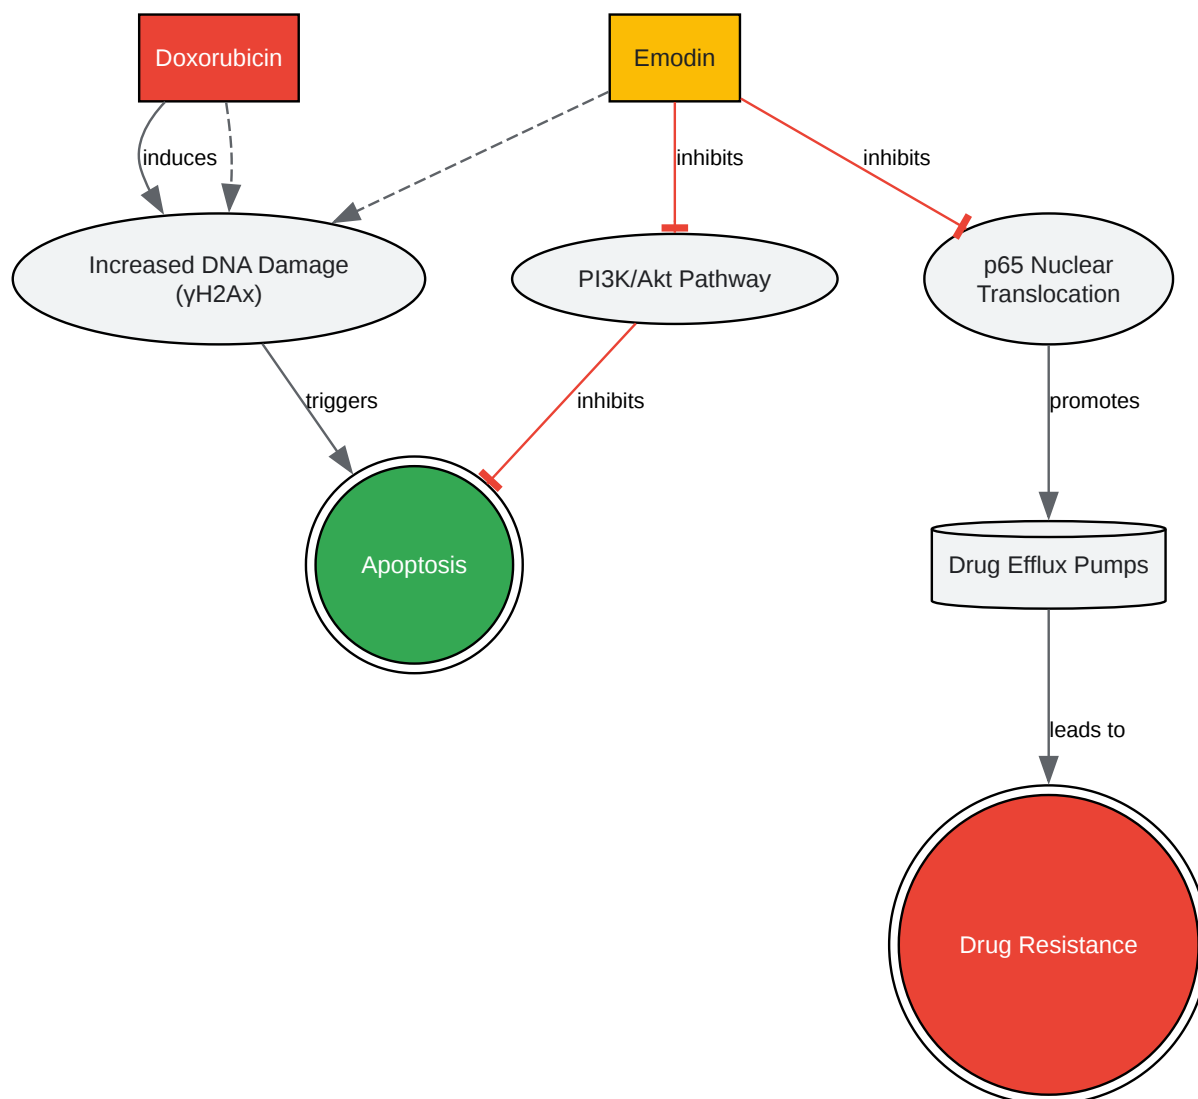 Doxorubicin
Emodin
induces
inhibits
inhibits
Increased DNA Damage
(γH2Ax)
PI3K/Akt Pathway
p65 Nuclear
Translocation
triggers
inhibits
promotes
Apoptosis
Drug Efflux Pumps
leads to
Drug Resistance